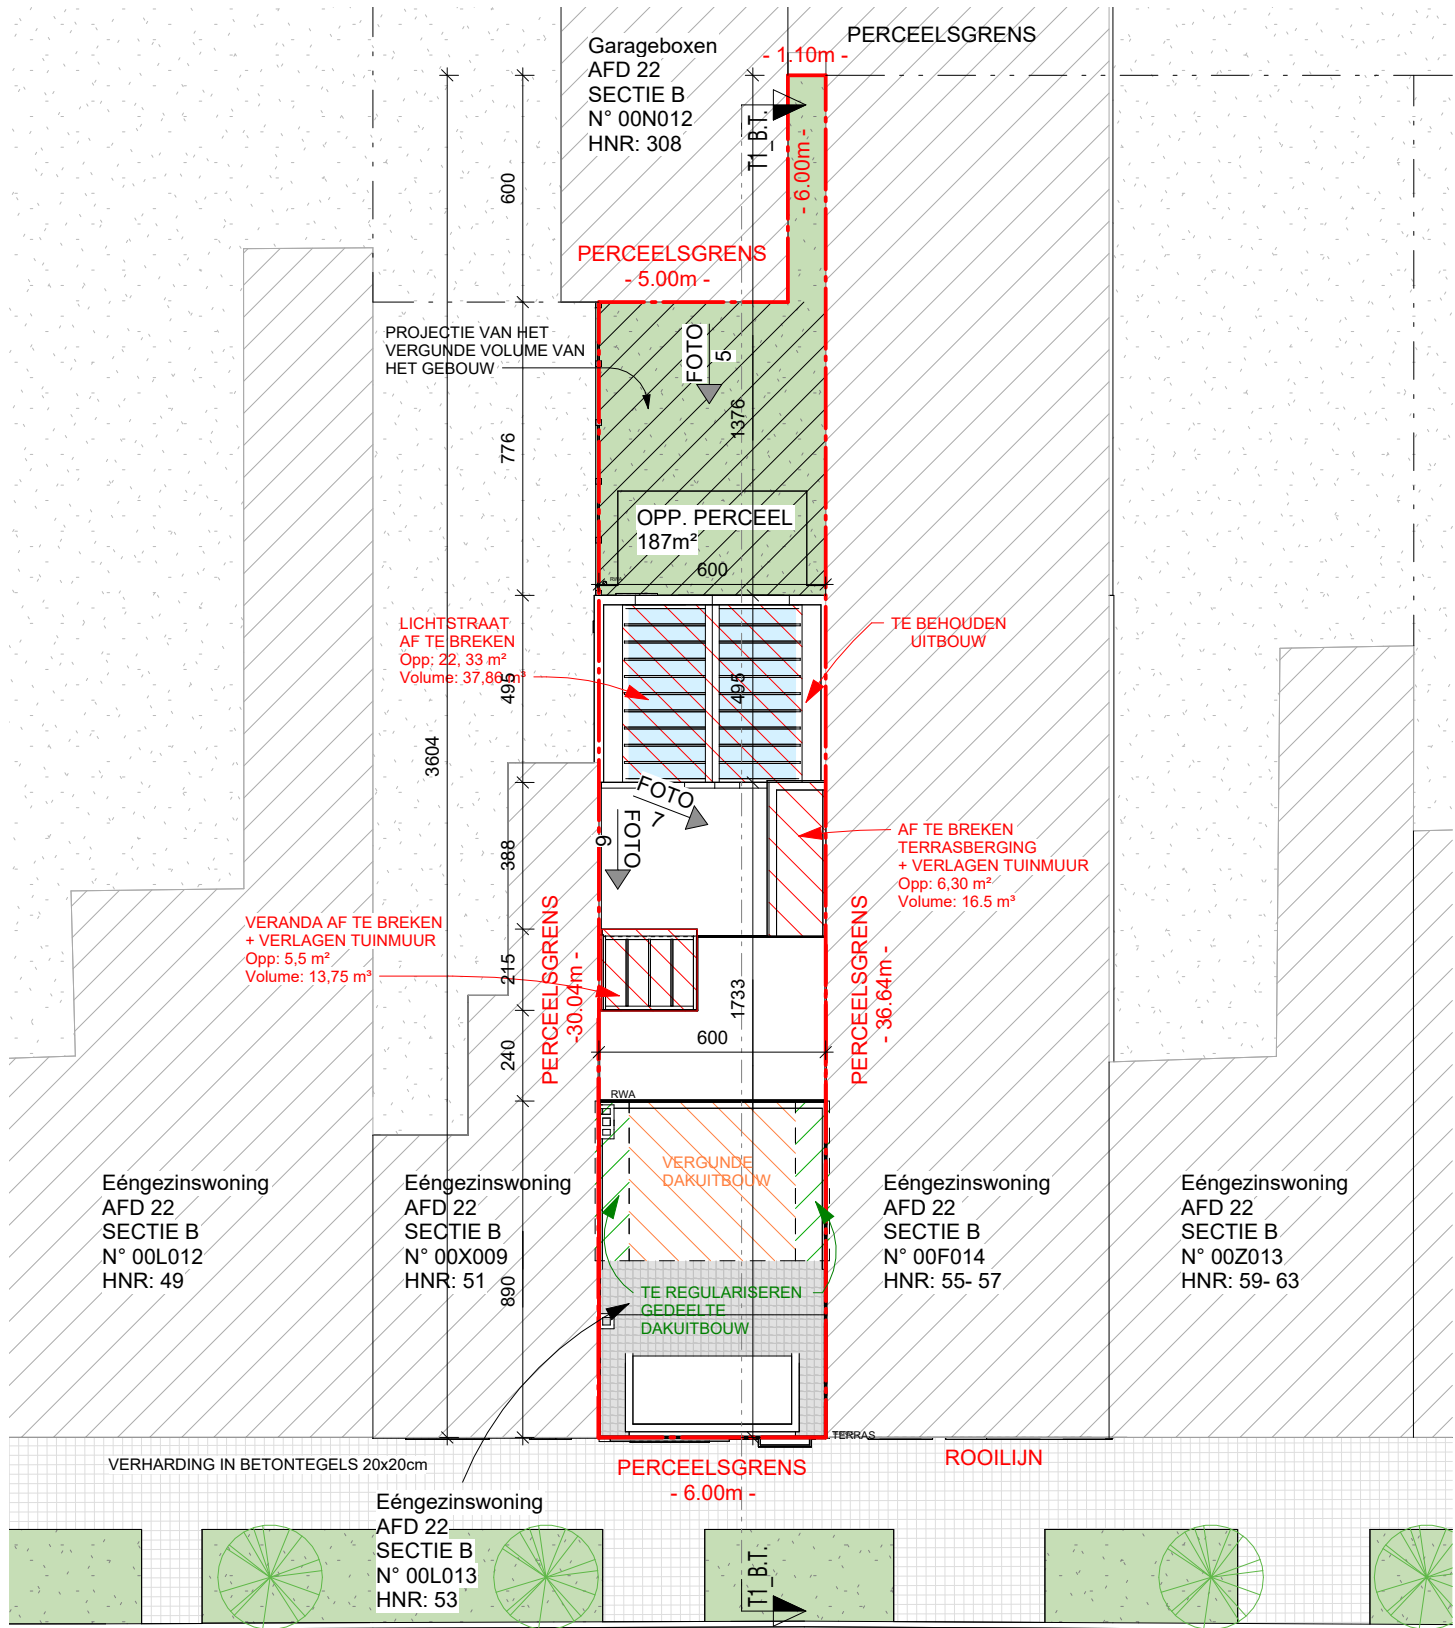 PERCEELSGRENS
Garageboxen
AFD 22
SECTIE B
N° 00N012
HNR: 308
- 1.10m -
T1_B.T.
- 6.00m -
600
PERCEELSGRENS
- 5.00m -
PROJECTIE VAN HET
VERGUNDE VOLUME VAN
HET GEBOUW
FOTO
5
1376
776
OPP. PERCEEL
187m²
600
RWA
LICHTSTRAAT
AF TE BREKEN
Opp: 22, 33 m²
Volume: 37,86 m³
TE BEHOUDEN
UITBOUW
495
495
3604
FOTO
7
FOTO
6
388
AF TE BREKEN
TERRASBERGING
+ VERLAGEN TUINMUUR
Opp: 6,30 m²
Volume: 16.5 m³
VERANDA AF TE BREKEN
+ VERLAGEN TUINMUUR
Opp: 5,5 m²
Volume: 13,75 m³
PERCEELSGRENS
-30.04m -
PERCEELSGRENS
- 36.64m -
215
1733
600
240
RWA
VERGUNDE
DAKUITBOUW
Eéngezinswoning
AFD 22
SECTIE B
N° 00L012
HNR: 49
Eéngezinswoning
AFD 22
SECTIE B
N° 00X009
HNR: 51
Eéngezinswoning
AFD 22
SECTIE B
N° 00F014
HNR: 55- 57
Eéngezinswoning
AFD 22
SECTIE B
N° 00Z013
HNR: 59- 63
890
TE REGULARISEREN
GEDEELTE
DAKUITBOUW
TERRAS
VERHARDING IN BETONTEGELS 20x20cm
PERCEELSGRENS
- 6.00m -
ROOILIJN
Eéngezinswoning
AFD 22
SECTIE B
N° 00L013
HNR: 53
T1_B.T.